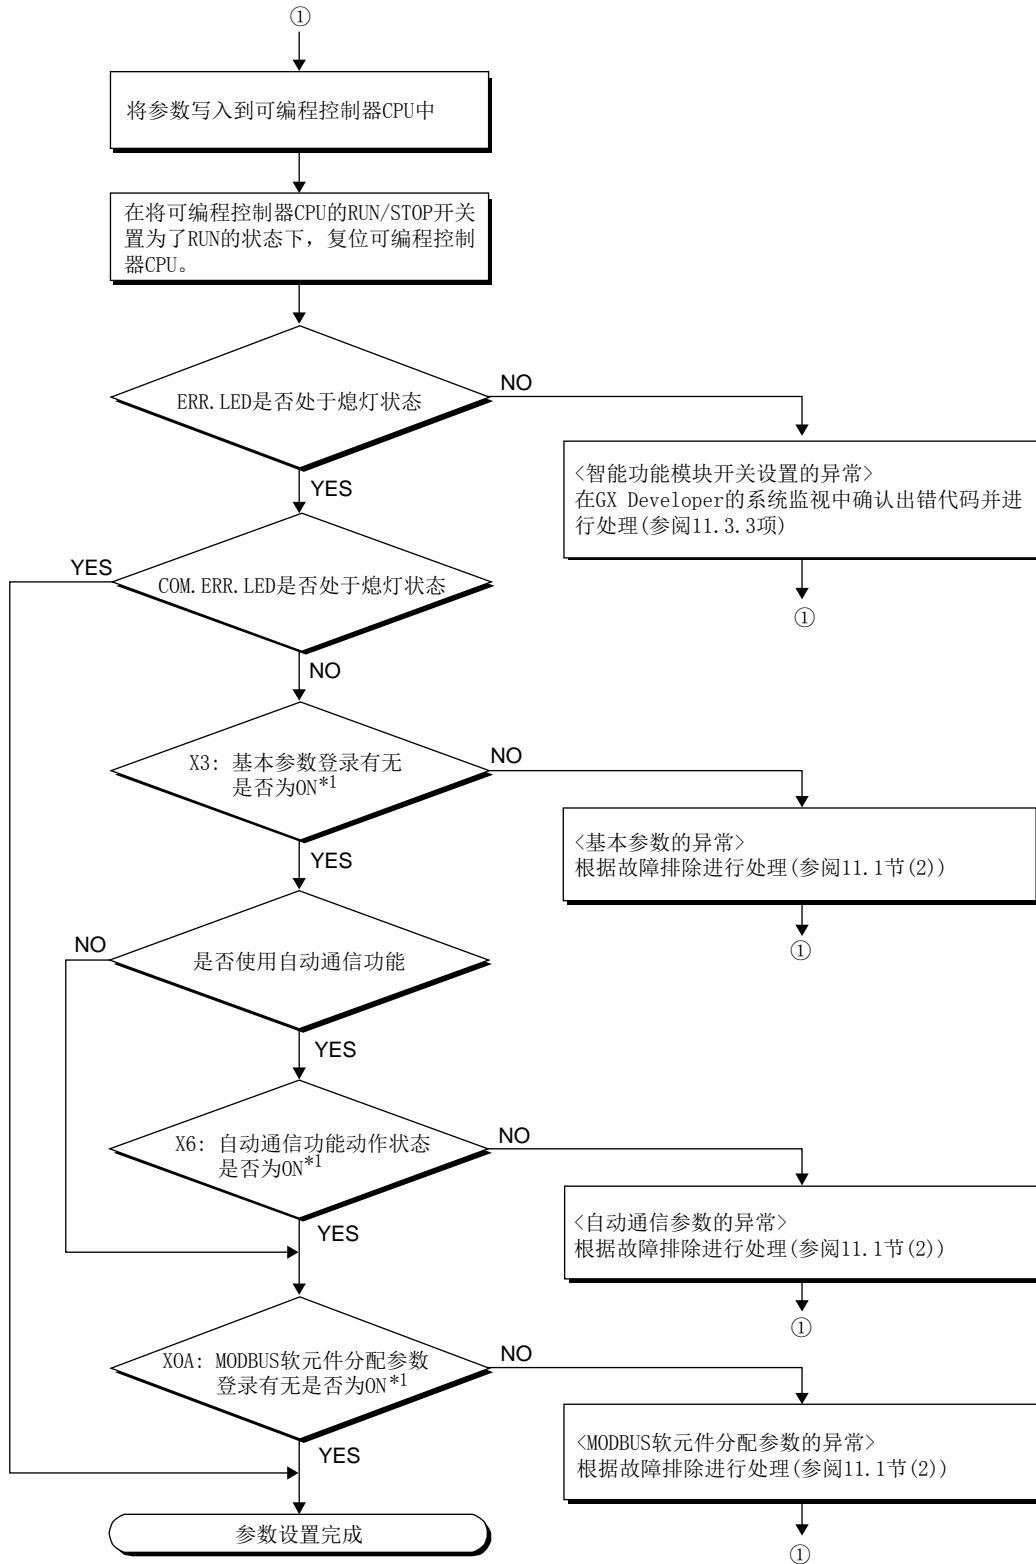 ①
将参数写入到可编程控制器CPU中
在将可编程控制器CPU的RUN/STOP开关
置为了RUN的状态下，复位可编程控制
器CPU。
ERR.LED是否处于熄灯状态
NO
<智能功能模块开关设置的异常>
在GX Developer的系统监视中确认出错代码并进
行处理(参阅11.3.3项)
①
YES
COM.ERR.LED是否处于熄灯状态
YES
NO
X3: 基本参数登录有无
是否为ON*1
NO
<基本参数的异常>
根据故障排除进行处理(参阅11.1节(2))
①
YES
是否使用自动通信功能
NO
YES
X6: 自动通信功能动作状态
是否为ON*1
NO
<自动通信参数的异常>
根据故障排除进行处理(参阅11.1节(2))
①
YES
X0A: MODBUS软元件分配参数
登录有无是否为ON*1
NO
<MODBUS软元件分配参数的异常>
根据故障排除进行处理(参阅11.1节(2))
①
YES
参数设置完成